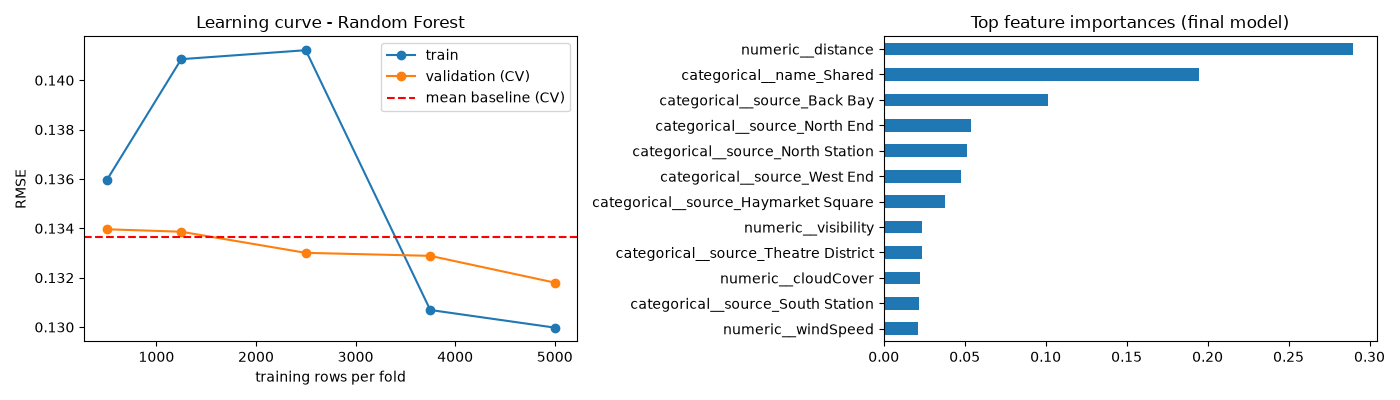 Learning curve - Random Forest
train
validation (CV)
mean baseline (CV)
RMSE
0.140
0.138
0.136
0.134
0.132
0.130
1000 2000 3000 4000 5000
training rows per fold
Top feature importances (final model)
numeric__distance
categorical__name_Shared
categorical__source_Back Bay
categorical__source_North End
categorical__source_North Station
categorical__source_West End
categorical__source_Haymarket Square
numeric__visibility
categorical__source_Theatre District
numeric__cloudCover
categorical__source_South Station
numeric__windSpeed
0.00 0.05 0.10 0.15 0.20 0.25 0.30